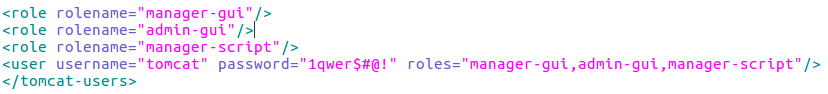 <role rolename="manager-gui"/>
<role rolename="admin-gui"/>
<role rolename="manager-script"/>
<user username="tomcat" password="1qwer$#@!" roles="manager-gui,admin-gui,manager-script"/>
</tomcat-users>